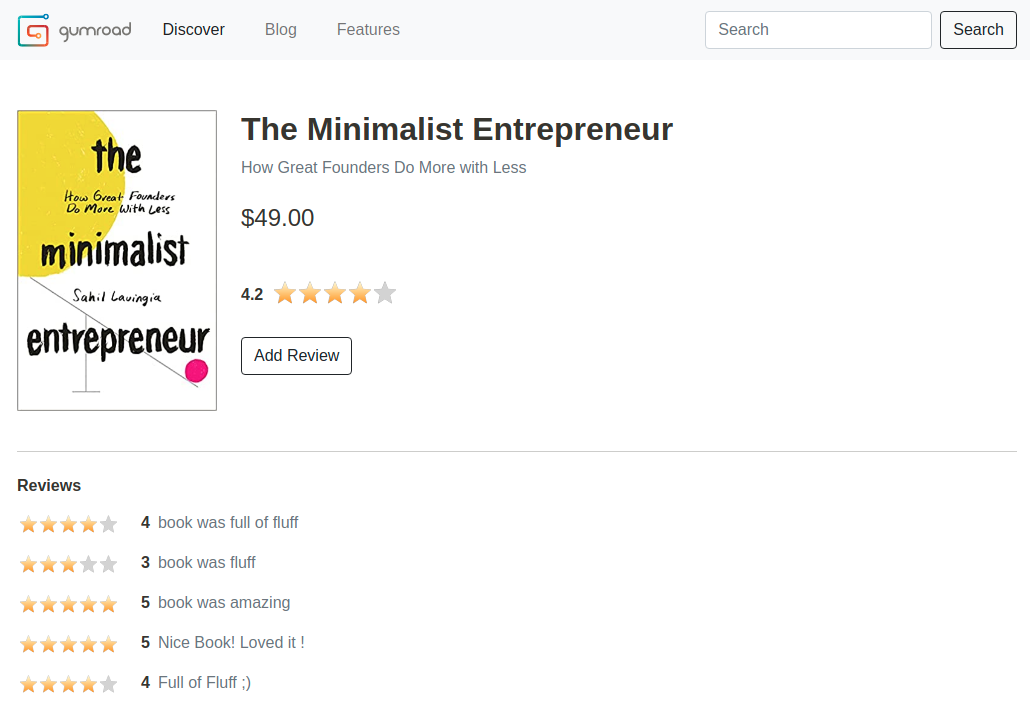 gumroad Discover Blog Features Search Search
the
How Great Founders
Do More With Less
minimalist
Sahil Lavingia
entrepreneur
The Minimalist Entrepreneur
How Great Founders Do More with Less
$49.00
4.2
Add Review
Reviews
4 book was full of fluff
3 book was fluff
5 book was amazing
5 Nice Book! Loved it !
4 Full of Fluff ;)